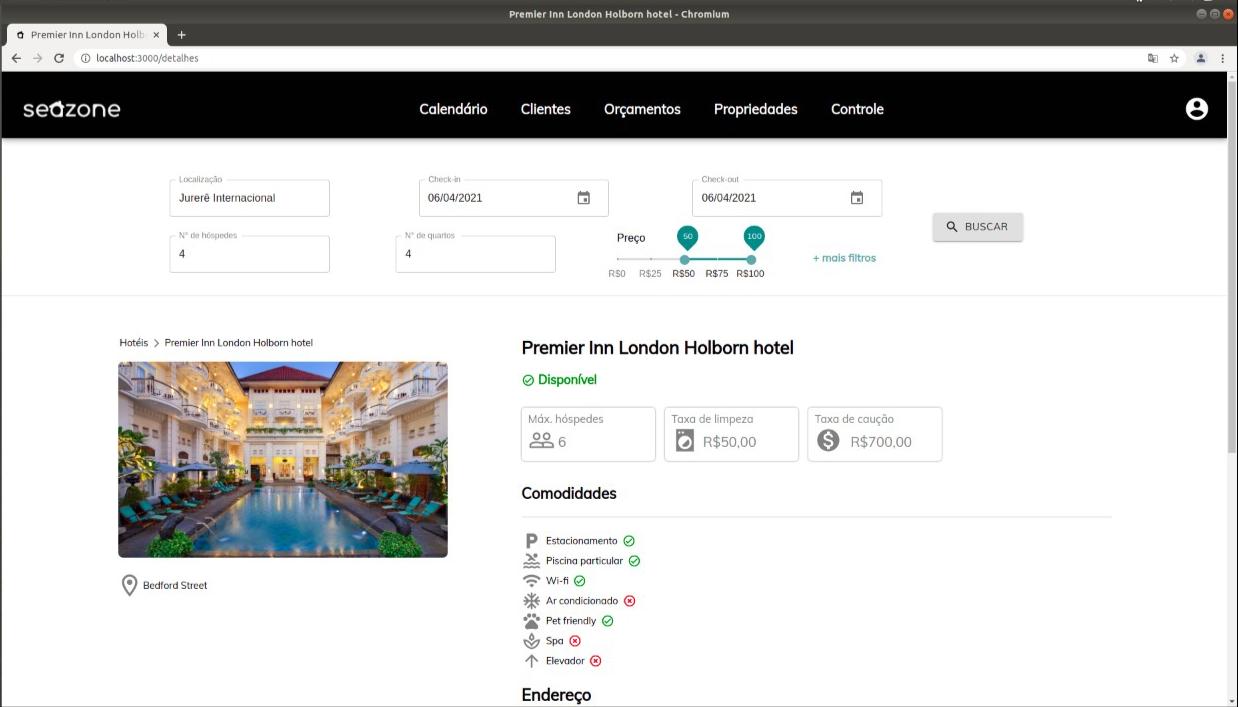 Premier Inn London Holborn hotel - Chromium
Premier Inn London Holb
localhost:3000/detalhes
seazone
Calendário Clientes Orçamentos Propriedades Controle
Localização
Jurerê Internacional
Check-in
06/04/2021
Check-out
06/04/2021
N° de hóspedes
4
N° de quartos
4
Preço
50
100
R$0 R$25 R$50 R$75 R$100
+ mais filtros
BUSCAR
Hotéis > Premier Inn London Holborn hotel
Bedford Street
Premier Inn London Holborn hotel
Disponível
Máx. hóspedes
6
Taxa de limpeza
R$50,00
Taxa de caução
R$700,00
Comodidades
P Estacionamento
Piscina particular
Wi-fi
Ar condicionado
Pet friendly
Spa
Elevador
Endereço